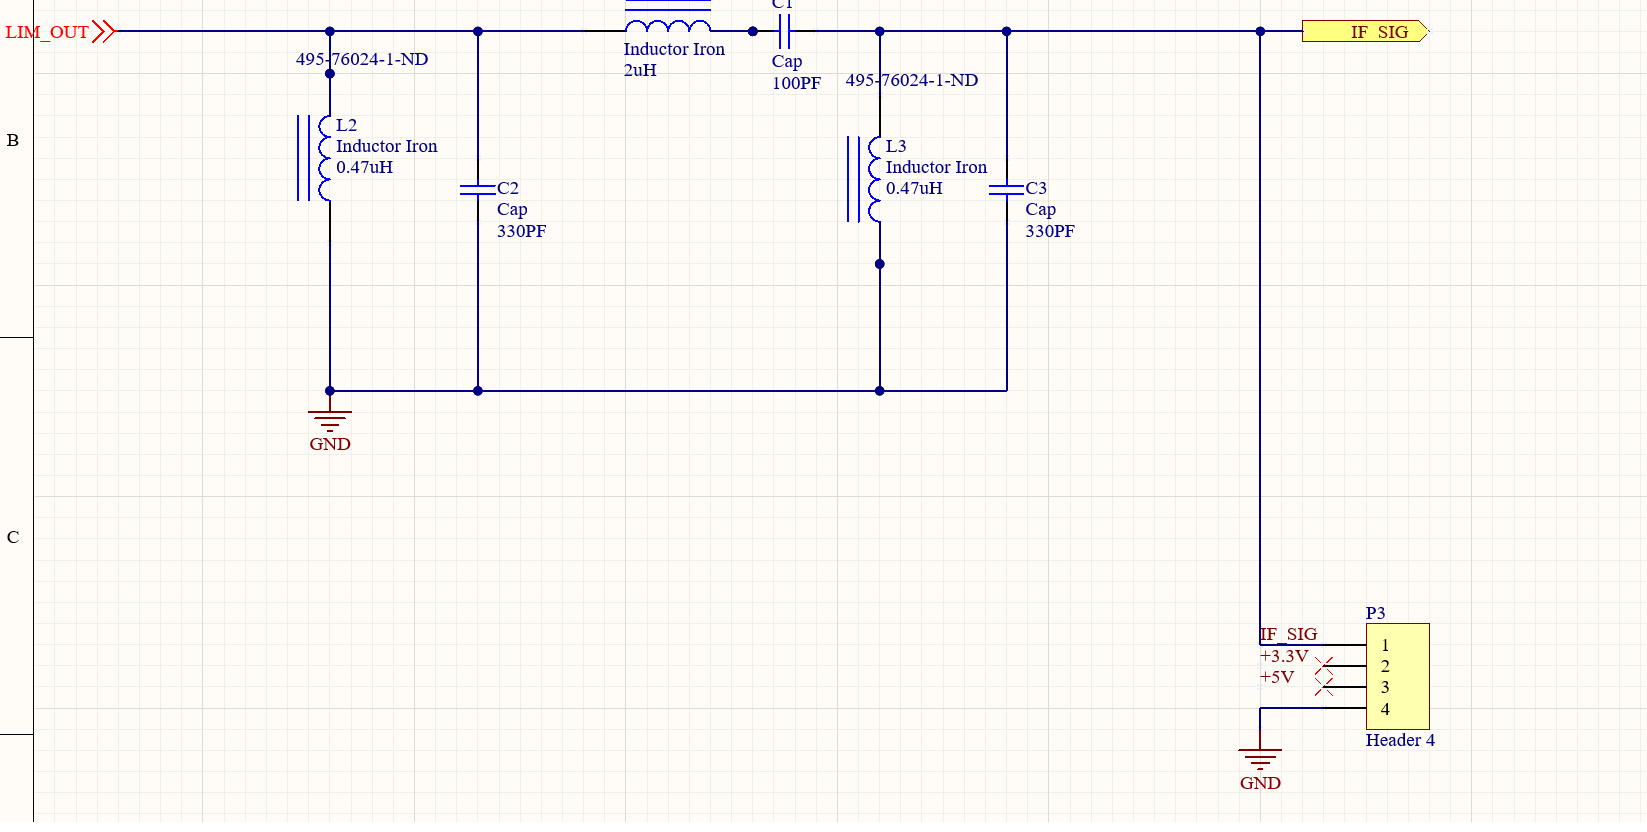 C1
LIM_OUT
IF_SIG
Inductor Iron
2uH
Cap
100PF
495-76024-1-ND
495-76024-1-ND
B
L2
Inductor Iron
0.47uH
L3
Inductor Iron
0.47uH
C2
Cap
330PF
C3
Cap
330PF
GND
C
P3
IF_SIG
+3.3V
+5V
1
2
3
4
Header 4
GND